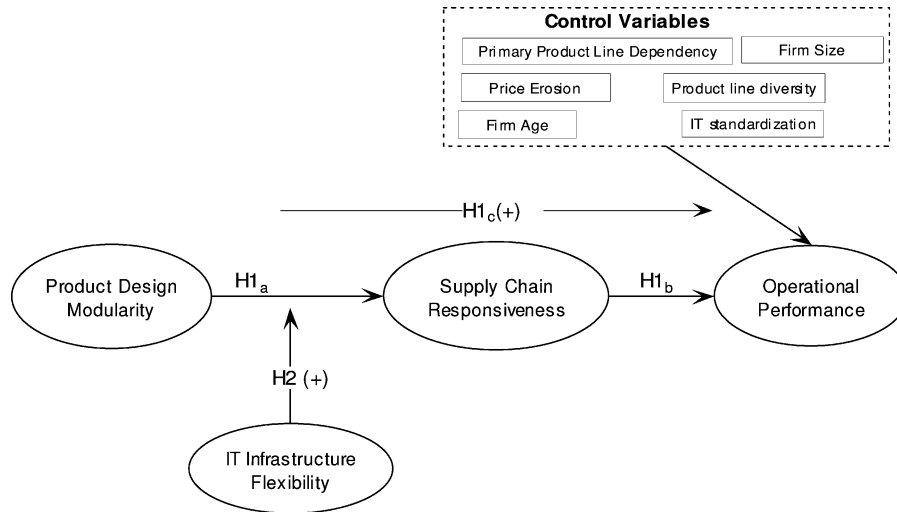 Control Variables
Primary Product Line Dependency
Firm Size
Price Erosion
Product line diversity
Firm Age
IT standardization
H1c(+)
Product Design
Modularity
H1a
Supply Chain
Responsiveness
H1b
Operational
Performance
H2 (+)
IT Infrastructure
Flexibility